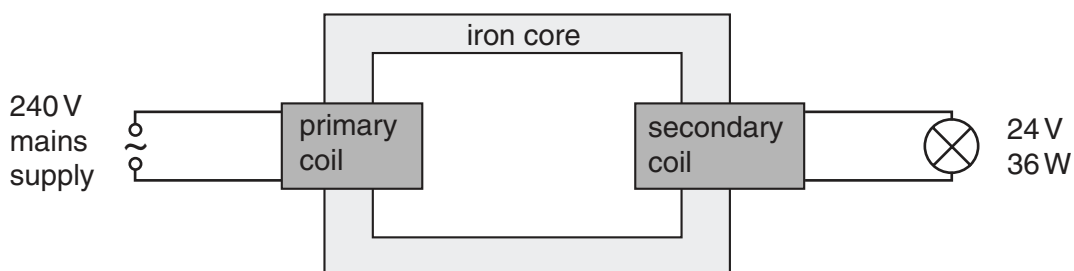 iron core
240 V
mains
supply
~
primary
coil
secondary
coil
24 V
36 W